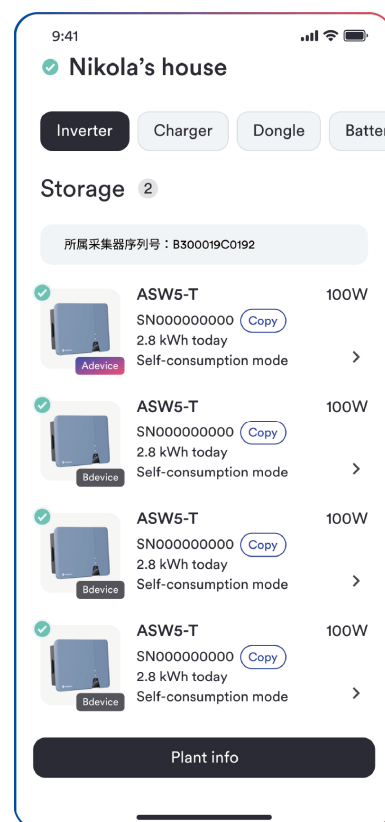 9:41
Nikola's house
Inverter Charger Dongle Batter
Storage 2
所属采集器序列号：B300019C0192
ASW5-T 100W
SN000000000 Copy
2.8 kWh today
Adevice Self-consumption mode
ASW5-T 100W
SN000000000 Copy
2.8 kWh today
Bdevice Self-consumption mode
ASW5-T 100W
SN000000000 Copy
2.8 kWh today
Bdevice Self-consumption mode
ASW5-T 100W
SN000000000 Copy
2.8 kWh today
Bdevice Self-consumption mode
Plant info